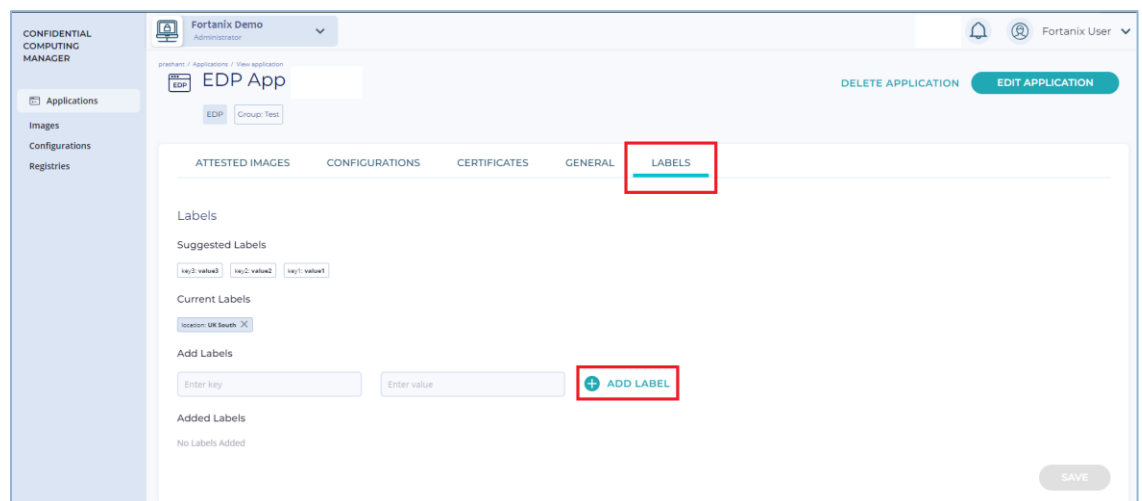 CONFIDENTIAL
COMPUTING
MANAGER
Applications
Images
Configurations
Registries
Fortanix Demo
Administrator
Fortanix User
prashant / Applications / View application
EDP
EDP App
DELETE APPLICATION
EDIT APPLICATION
EDP
Group: Test
ATTESTED IMAGES
CONFIGURATIONS
CERTIFICATES
GENERAL
LABELS
Labels
Suggested Labels
key3: value3
key2: value2
key1: value1
Current Labels
location: UK South
Add Labels
Enter key
Enter value
ADD LABEL
Added Labels
No Labels Added
SAVE